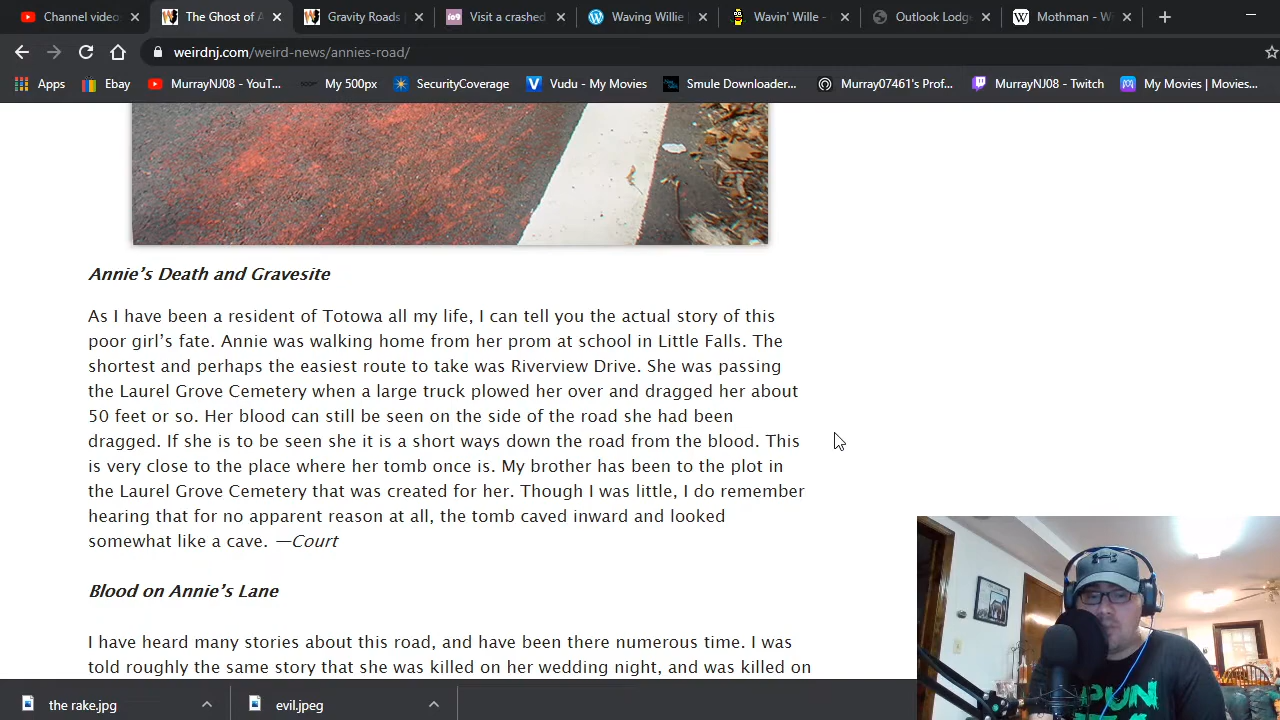 Channel video
The Ghost of A
Gravity Roads |
io9
Visit a crashed
Waving Willie |
Wavin' Wille -
Outlook Lodge
Mothman - Wi
weirdnj.com/weird-news/annies-road/
Apps
Ebay
MurrayNJ08 - YouT...
My 500px
SecurityCoverage
Vudu - My Movies
Smule Downloader...
Murray07461's Prof...
MurrayNJ08 - Twitch
My Movies | Movies...
Annie's Death and Gravesite
As I have been a resident of Totowa all my life, I can tell you the actual story of this
poor girl's fate. Annie was walking home from her prom at school in Little Falls. The
shortest and perhaps the easiest route to take was Riverview Drive. She was passing
the Laurel Grove Cemetery when a large truck plowed her over and dragged her about
50 feet or so. Her blood can still be seen on the side of the road she had been
dragged. If she is to be seen she it is a short ways down the road from the blood. This
is very close to the place where her tomb once is. My brother has been to the plot in
the Laurel Grove Cemetery that was created for her. Though I was little, I do remember
hearing that for no apparent reason at all, the tomb caved inward and looked
somewhat like a cave. —Court
Blood on Annie's Lane
I have heard many stories about this road, and have been there numerous time. I was
told roughly the same story that she was killed on her wedding night, and was killed on
the rake.jpg
evil.jpeg